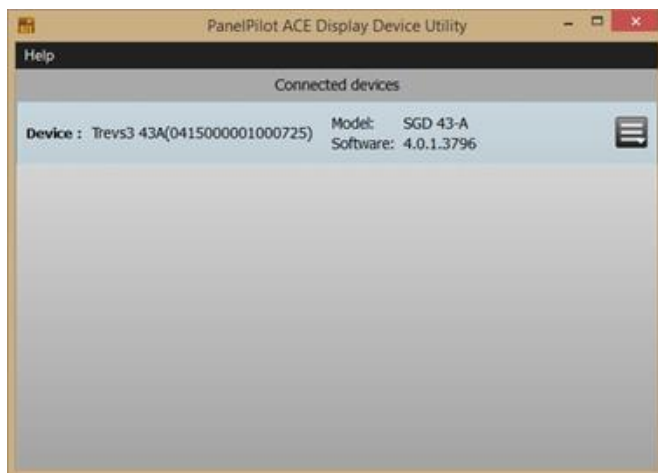 PanelPilot ACE Display Device Utility
Help
Connected devices
Device : Trevs3 43A(0415000001000725)
Model: SGD 43-A
Software: 4.0.1.3796